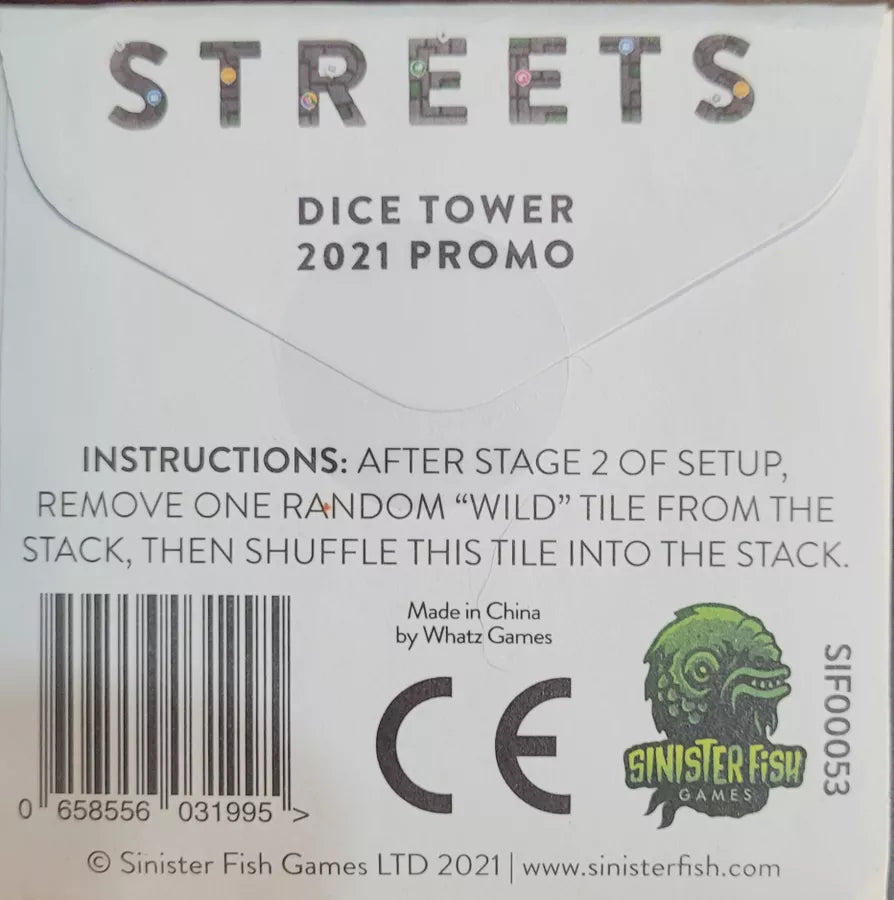 STREETS
DICE TOWER
2021 PROMO
INSTRUCTIONS: AFTER STAGE 2 OF SETUP,
REMOVE ONE RANDOM “WILD” TILE FROM THE
STACK, THEN SHUFFLE THIS TILE INTO THE STACK.
Made in China
by Whatz Games
CE
SINISTER FISH
GAMES
SIF00053
0 658556 031995 >
© Sinister Fish Games LTD 2021 | www.sinisterfish.com